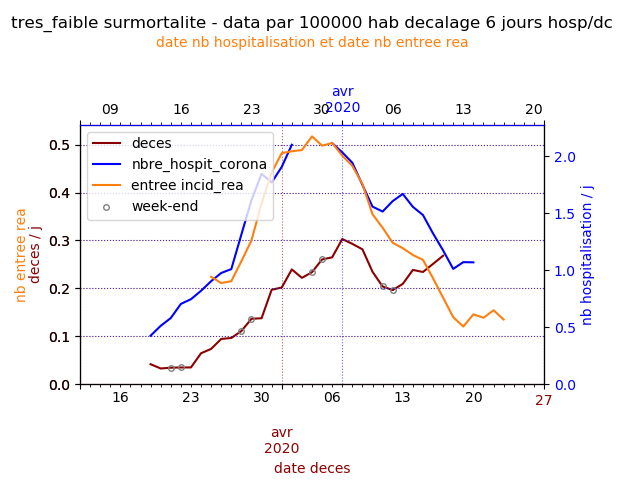 tres_faible surmortalite - data par 100000 hab decalage 6 jours hosp/dc
date nb hospitalisation et date nb entree rea
avr
2020
09 16 23 30 06 13 20
deces
nbre_hospit_corona
entree incid_rea
week-end
0.5
0.4
0.3
0.2
0.1
0.0
nb entree rea
deces / j
2.0
1.5
1.0
0.5
0.0
nb hospitalisation / j
16 23 30 06 13 20 27
avr
2020
date deces